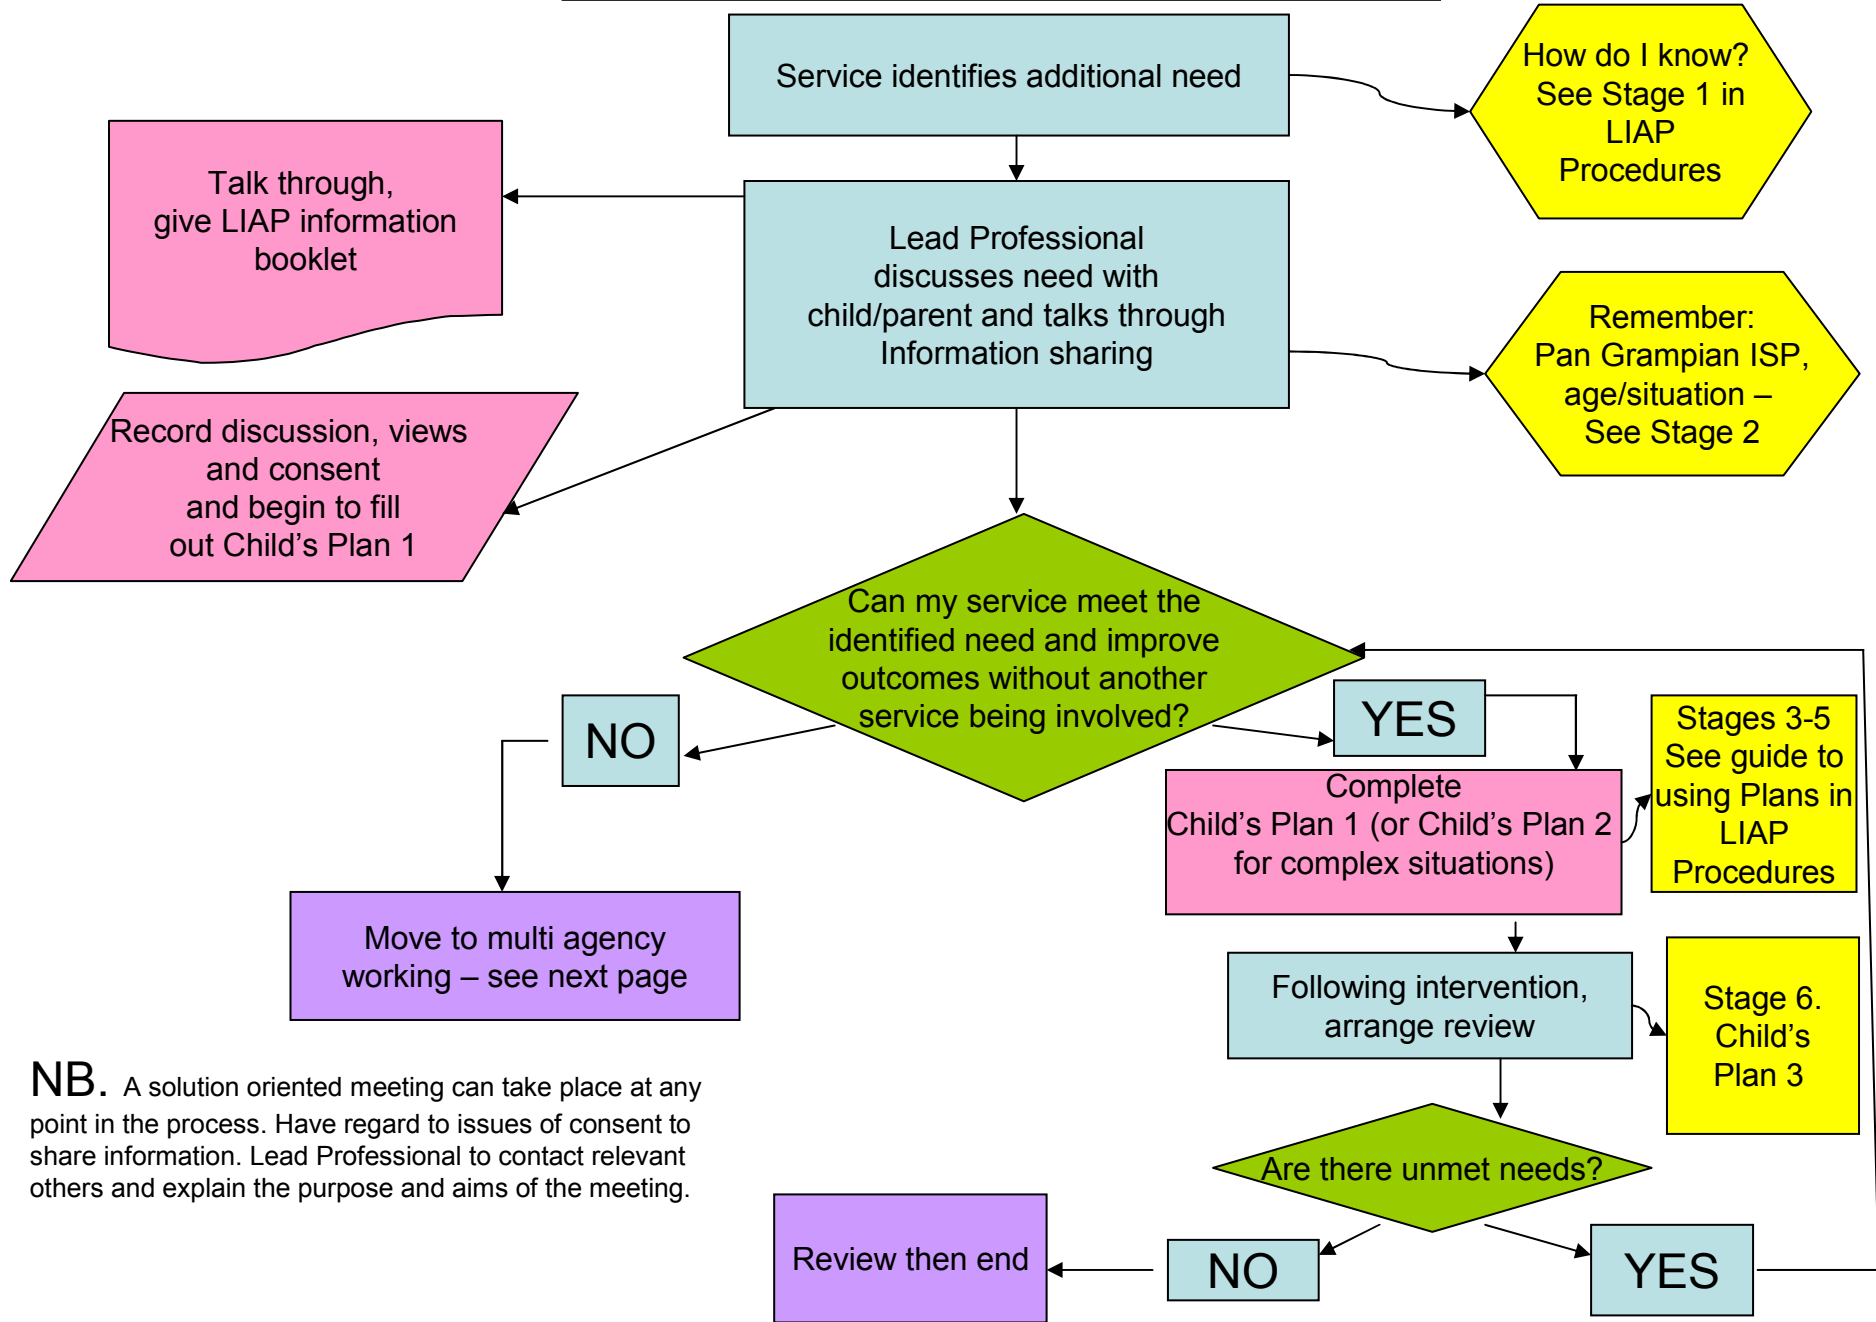 Service identifies additional need
How do I know?
See Stage 1 in
LIAP
Procedures
Talk through,
give LIAP information
booklet
Lead Professional
discusses need with
child/parent and talks through
Information sharing
Remember:
Pan Grampian ISP,
age/situation –
See Stage 2
Record discussion, views
and consent
and begin to fill
out Child's Plan 1
Can my service meet the
identified need and improve
outcomes without another
service being involved?
NO
YES
Stages 3-5
See guide to
using Plans in
LIAP
Procedures
Complete
Child's Plan 1 (or Child's Plan 2
for complex situations)
Move to multi agency
working – see next page
Following intervention,
arrange review
Stage 6.
Child's
Plan 3
NB. A solution oriented meeting can take place at any
point in the process. Have regard to issues of consent to
share information. Lead Professional to contact relevant
others and explain the purpose and aims of the meeting.
Are there unmet needs?
Review then end
NO
YES